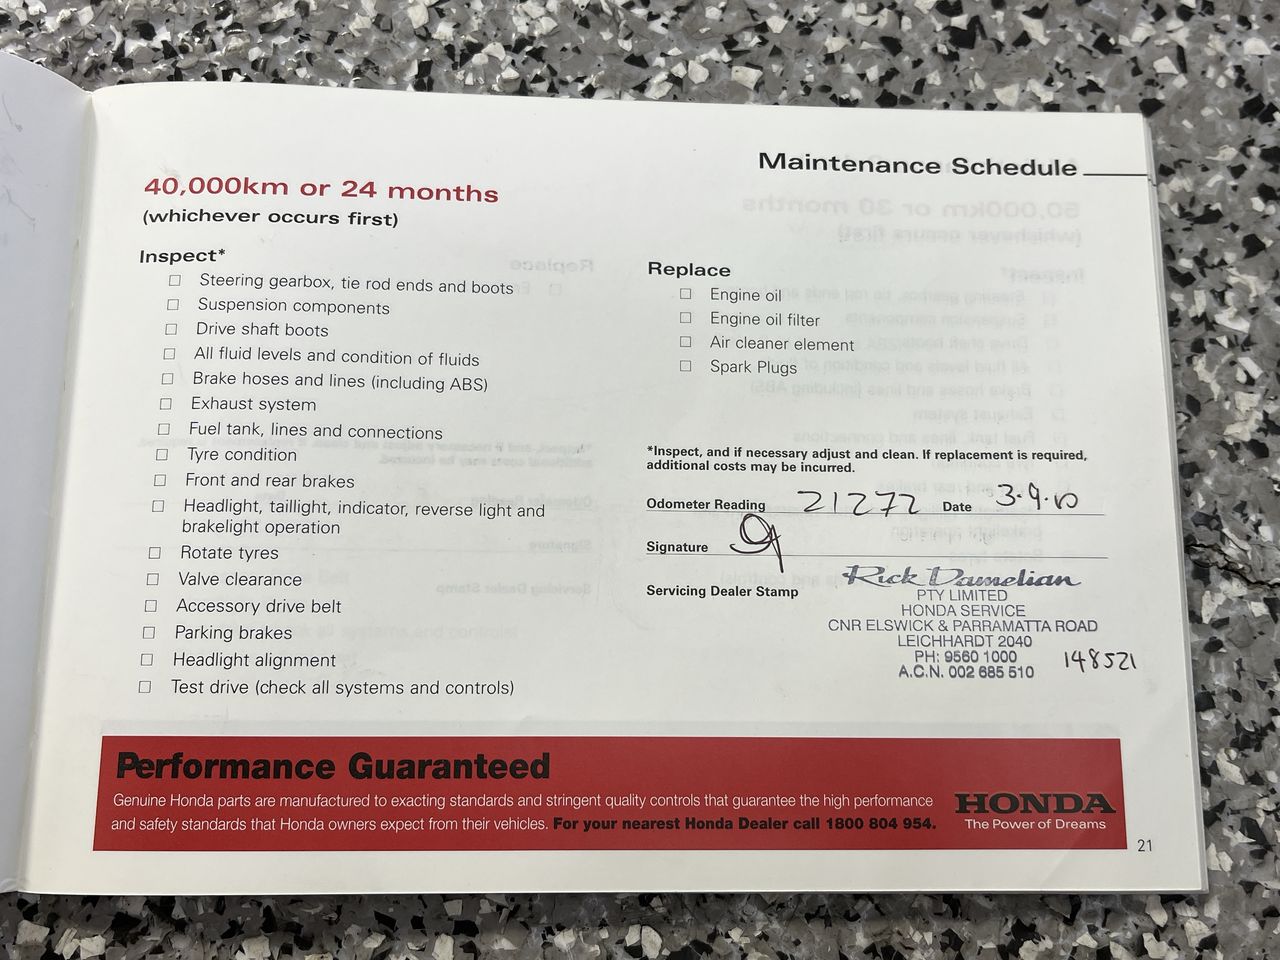 Maintenance Schedule
40,000km or 24 months
(whichever occurs first)
Inspect*
Steering gearbox, tie rod ends and boots
Suspension components
Drive shaft boots
All fluid levels and condition of fluids
Brake hoses and lines (including ABS)
Exhaust system
Fuel tank, lines and connections
Tyre condition
Front and rear brakes
Headlight, taillight, indicator, reverse light and
brakelight operation
Rotate tyres
Valve clearance
Accessory drive belt
Parking brakes
Headlight alignment
Test drive (check all systems and controls)
Replace
Engine oil
Engine oil filter
Air cleaner element
Spark Plugs
*Inspect, and if necessary adjust and clean. If replacement is required,
additional costs may be incurred.
Odometer Reading 21272 Date 3.9.10
Signature
Servicing Dealer Stamp
Rick Damelian
PTY LIMITED
HONDA SERVICE
CNR ELSWICK & PARRAMATTA ROAD
LEICHHARDT 2040
PH: 9560 1000
A.C.N. 002 685 510
148521
Performance Guaranteed
Genuine Honda parts are manufactured to exacting standards and stringent quality controls that guarantee the high performance
and safety standards that Honda owners expect from their vehicles. For your nearest Honda Dealer call 1800 804 954.
HONDA
The Power of Dreams
21